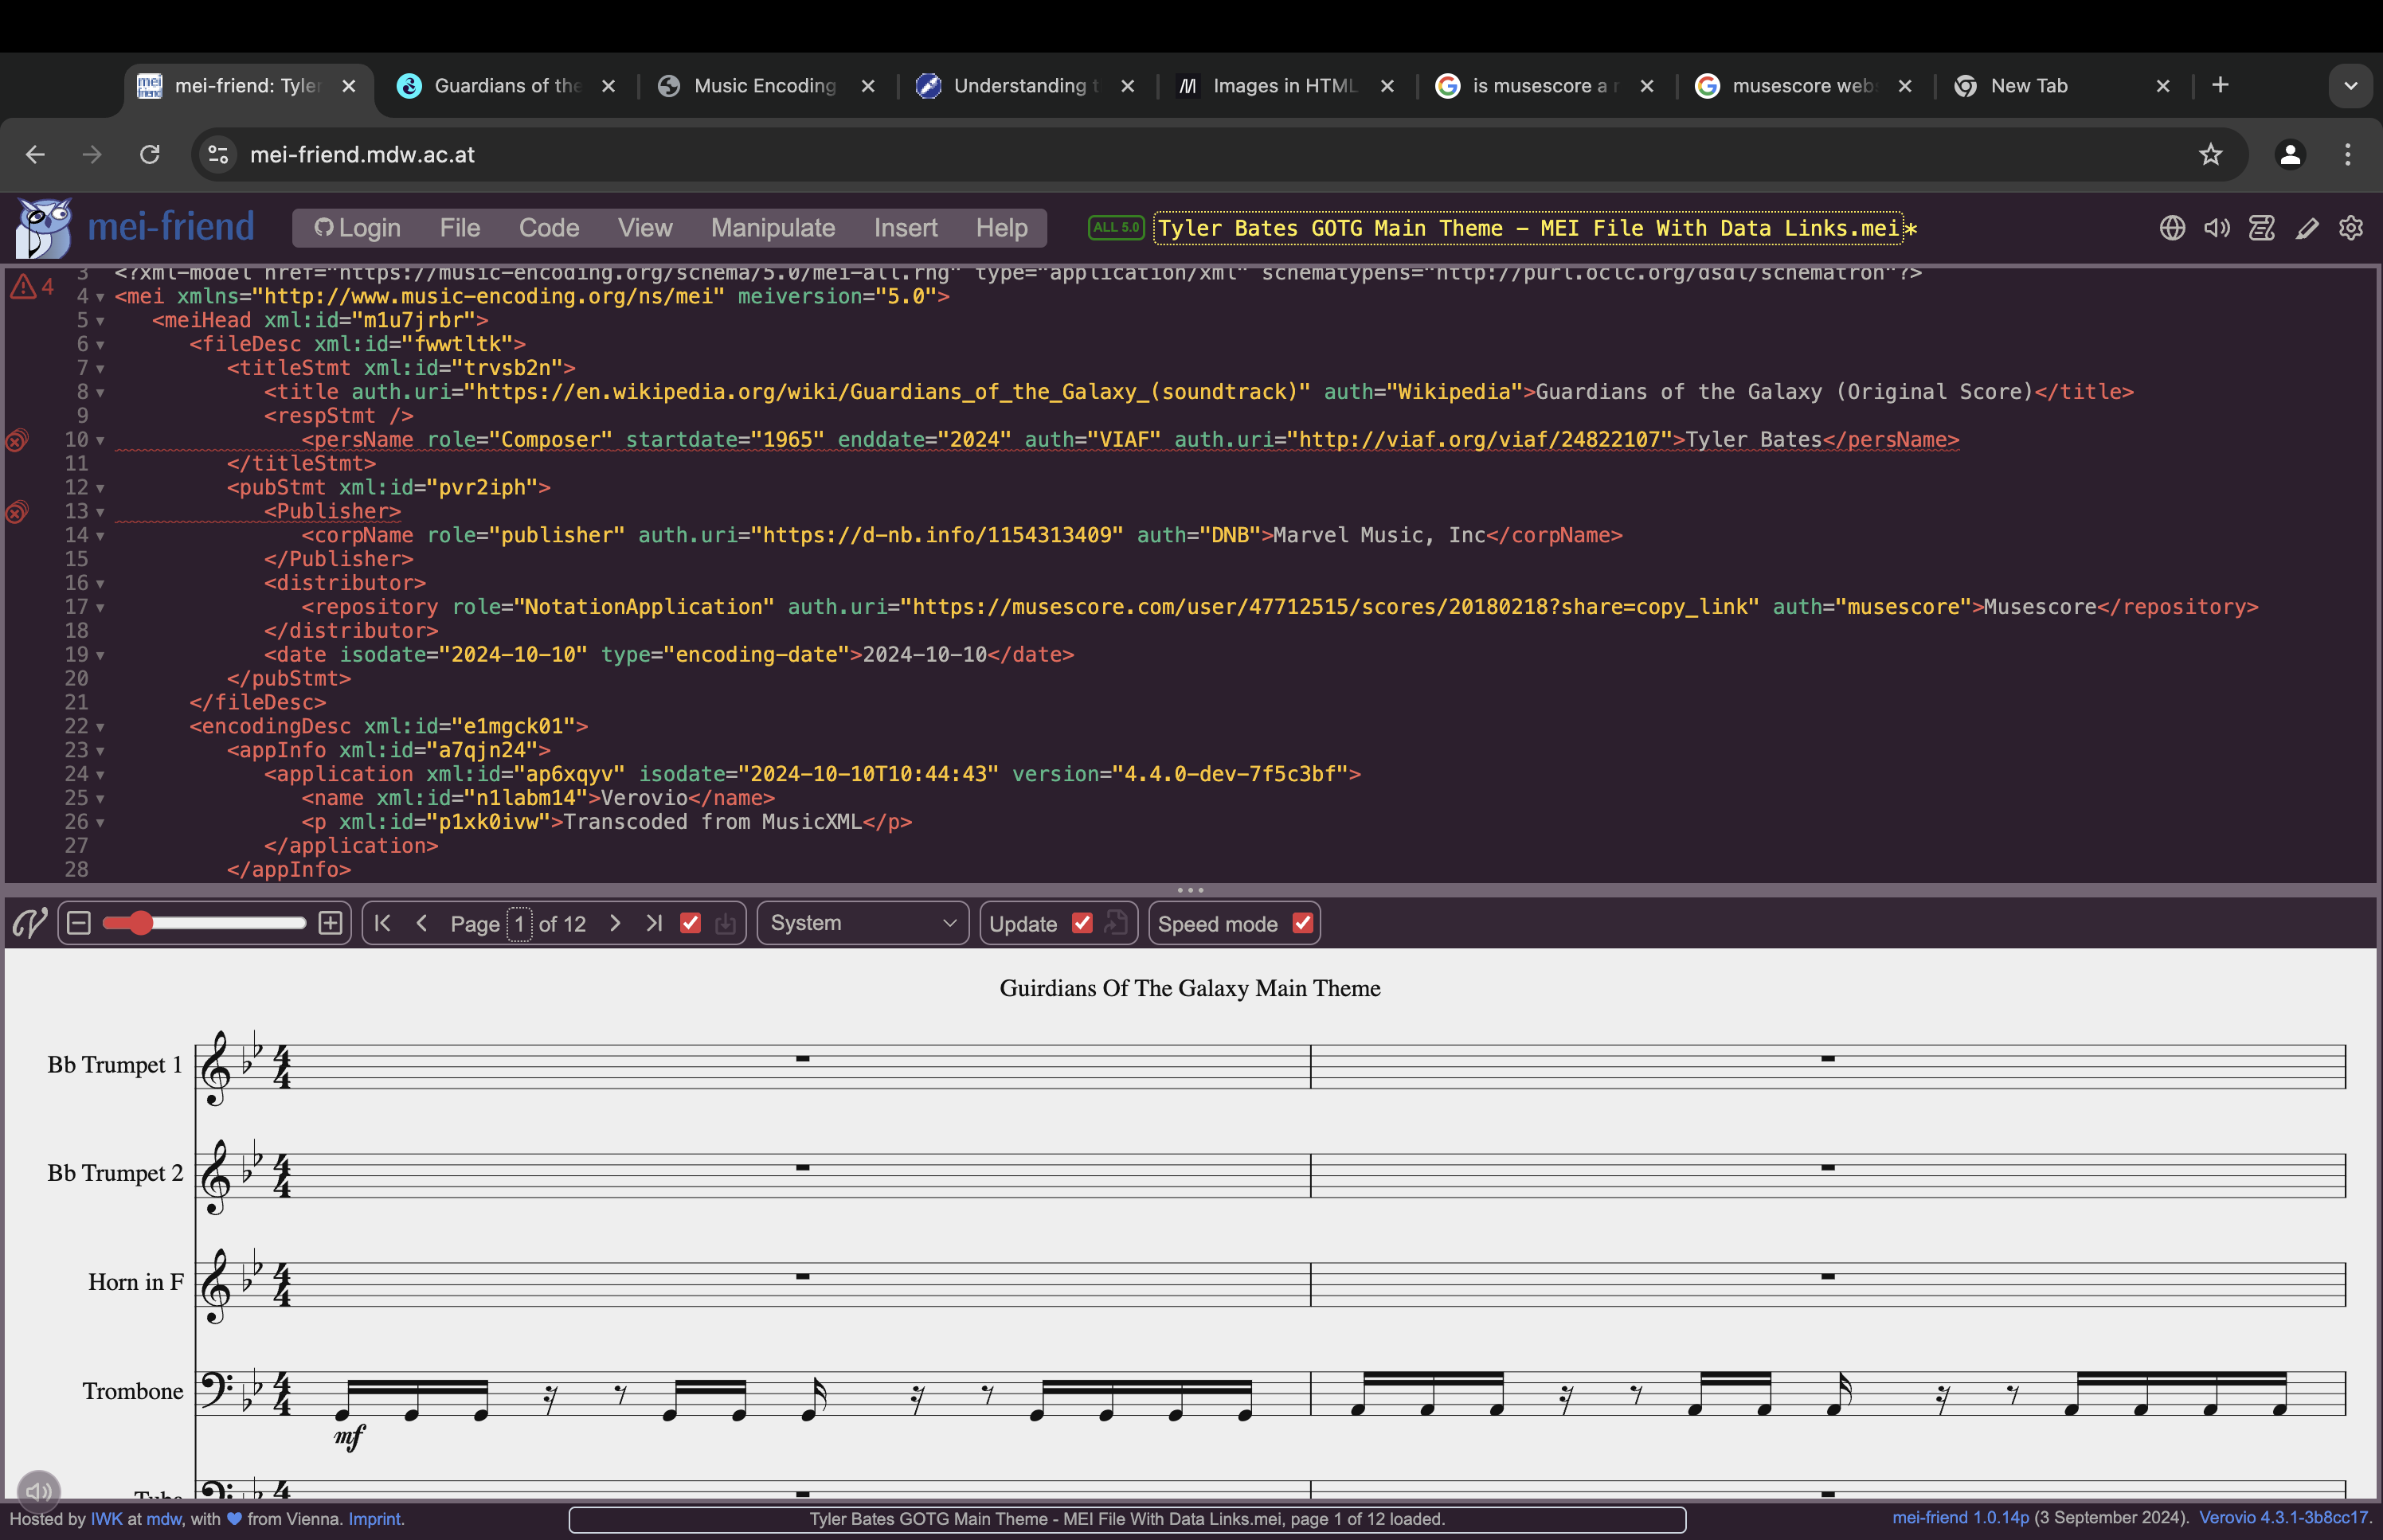 mei-friend: Tyler
Guardians of the
Music Encoding
Understanding t
Images in HTML
is musescore a r
musescore web
New Tab
mei-friend.mdw.ac.at
mei-friend
Login File Code View Manipulate Insert Help
ALL 5.0 Tyler Bates GOTG Main Theme - MEI File With Data Links.mei*
4
3 <?xml-model href="https://music-encoding.org/schema/5.0/mei-all.rng" type="application/xml" schematypens="http://purl.oclc.org/dsdl/schematron"?>
4 <mei xmlns="http://www.music-encoding.org/ns/mei" meiversion="5.0">
5 <meiHead xml:id="m1u7jrbr">
6 <fileDesc xml:id="fwwtltk">
7 <titleStmt xml:id="trvsb2n">
8 <title auth.uri="https://en.wikipedia.org/wiki/Guardians_of_the_Galaxy_(soundtrack)" auth="Wikipedia">Guardians of the Galaxy (Original Score)</title>
9 <respStmt />
10 <persName role="Composer" startdate="1965" enddate="2024" auth="VIAF" auth.uri="http://viaf.org/viaf/24822107">Tyler Bates</persName>
11 </titleStmt>
12 <pubStmt xml:id="pvr2iph">
13 <Publisher>
14 <corpName role="publisher" auth.uri="https://d-nb.info/1154313409" auth="DNB">Marvel Music, Inc</corpName>
15 </Publisher>
16 <distributor>
17 <repository role="NotationApplication" auth.uri="https://musescore.com/user/47712515/scores/20180218?share=copy_link" auth="musescore">Musescore</repository>
18 </distributor>
19 <date isodate="2024-10-10" type="encoding-date">2024-10-10</date>
20 </pubStmt>
21 </fileDesc>
22 <encodingDesc xml:id="e1mgck01">
23 <appInfo xml:id="a7qjn24">
24 <application xml:id="ap6xqyv" isodate="2024-10-10T10:44:43" version="4.4.0-dev-7f5c3bf">
25 <name xml:id="n1labm14">Verovio</name>
26 <p xml:id="p1xk0ivw">Transcoded from MusicXML</p>
27 </application>
28 </appInfo>
Page 1 of 12 System Update Speed mode
Guirdians Of The Galaxy Main Theme
Bb Trumpet 1
Bb Trumpet 2
Horn in F
Trombone
mf
Tuba
Hosted by IWK at mdw, with from Vienna. Imprint.
Tyler Bates GOTG Main Theme - MEI File With Data Links.mei, page 1 of 12 loaded.
mei-friend 1.0.14p (3 September 2024). Verovio 4.3.1-3b8cc17.